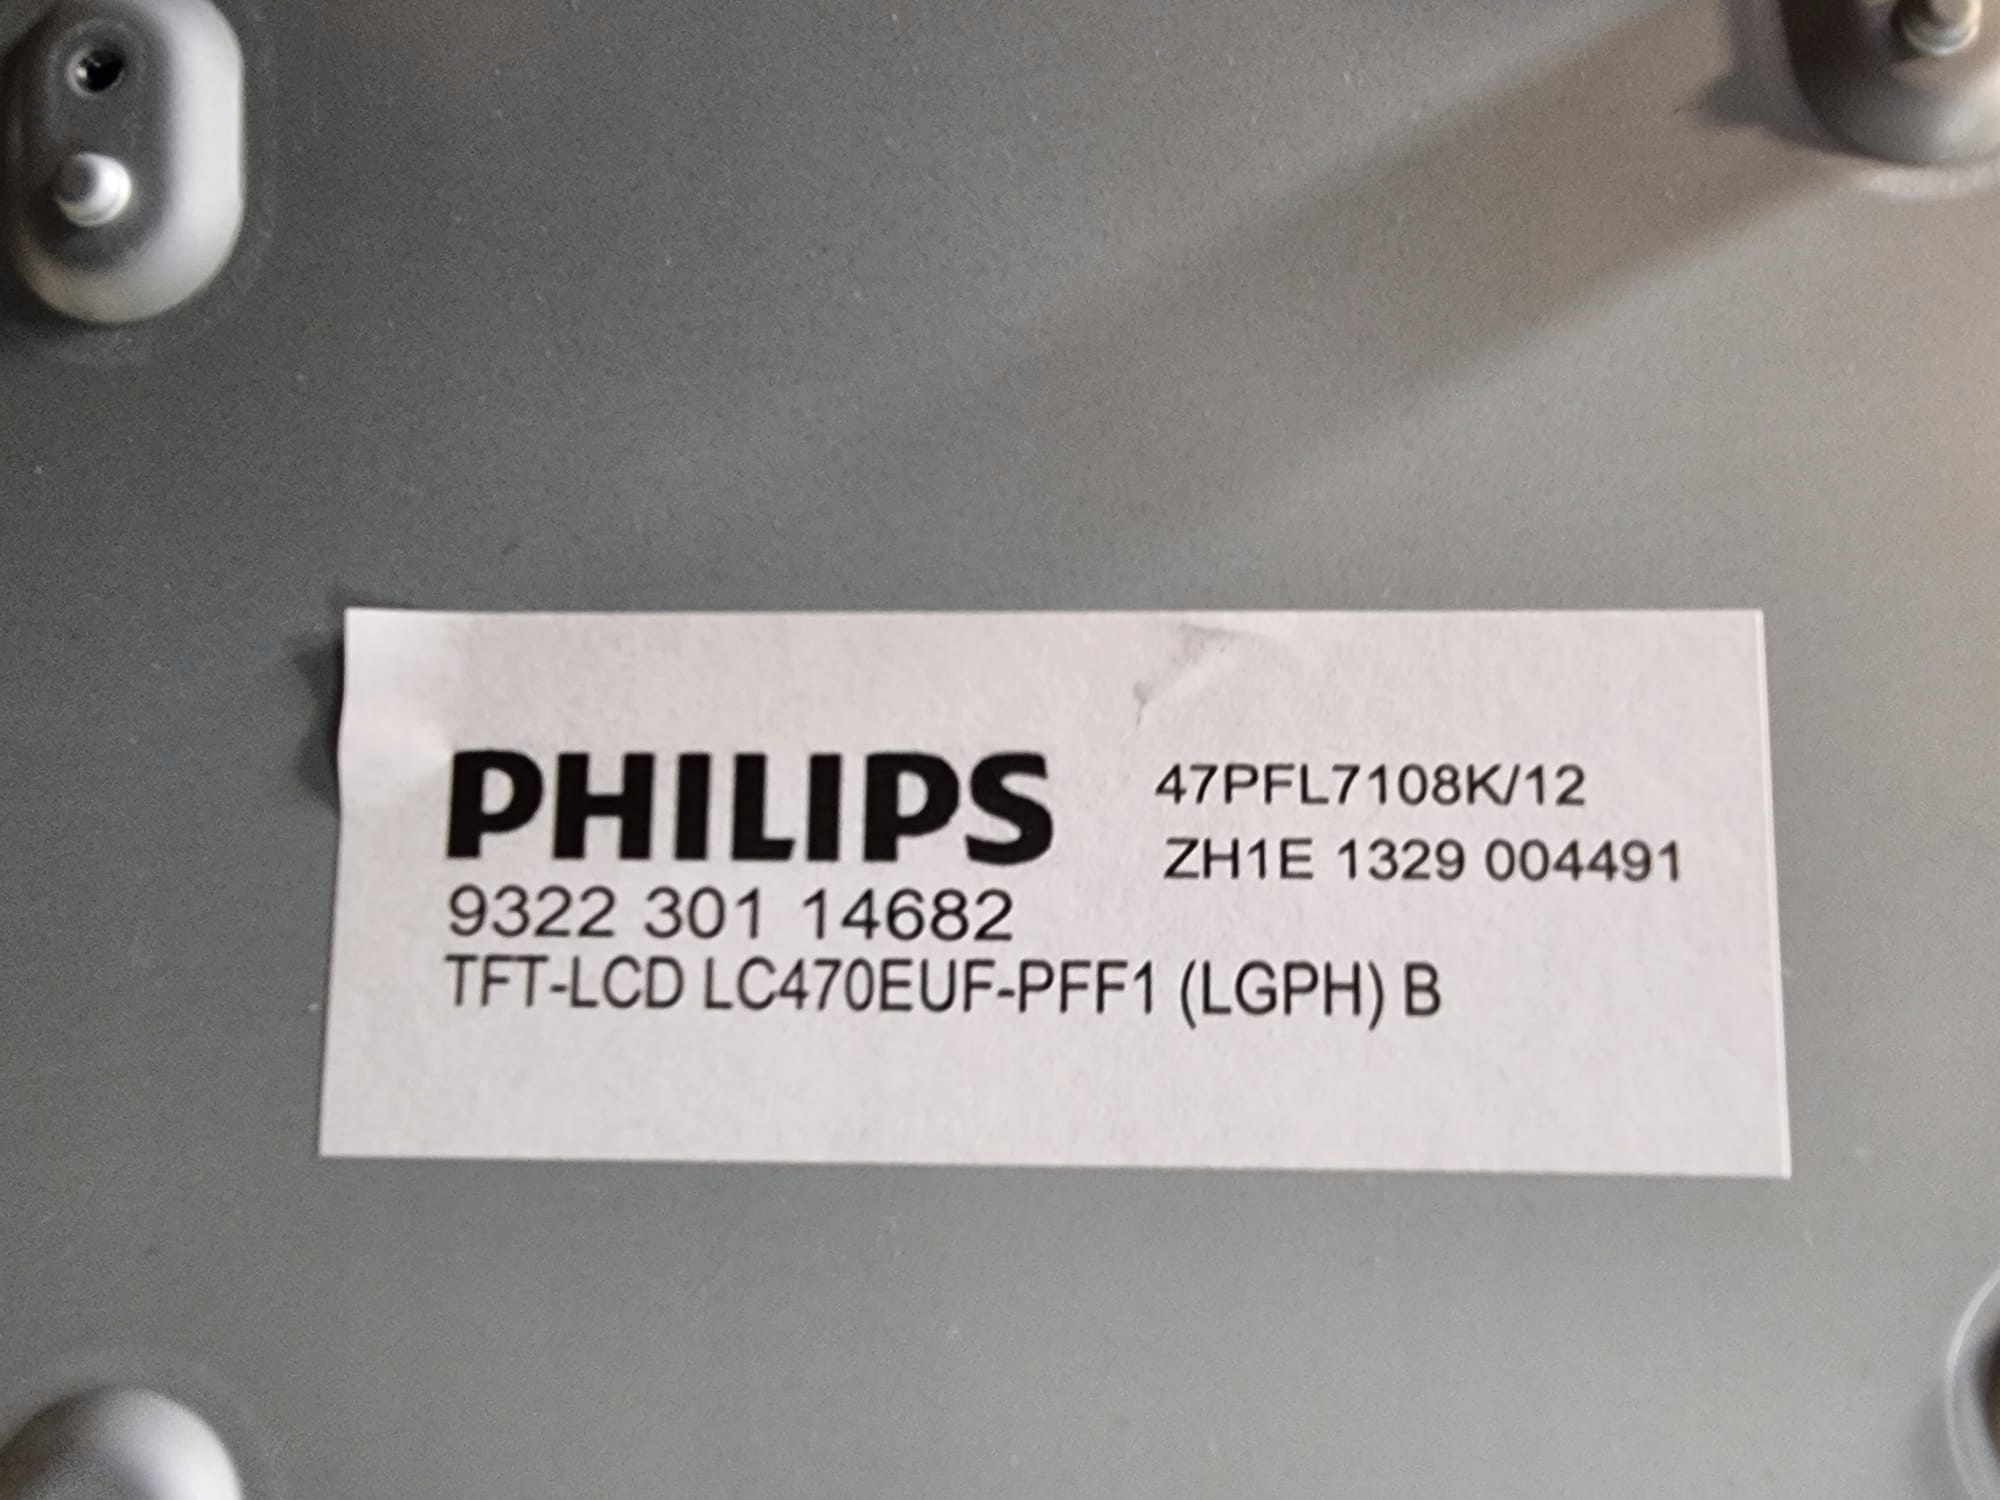 PHILIPS
47PFL7108K/12
ZH1E 1329 004491
9322 301 14682
TFT-LCD LC470EUF-PFF1 (LGPH) B